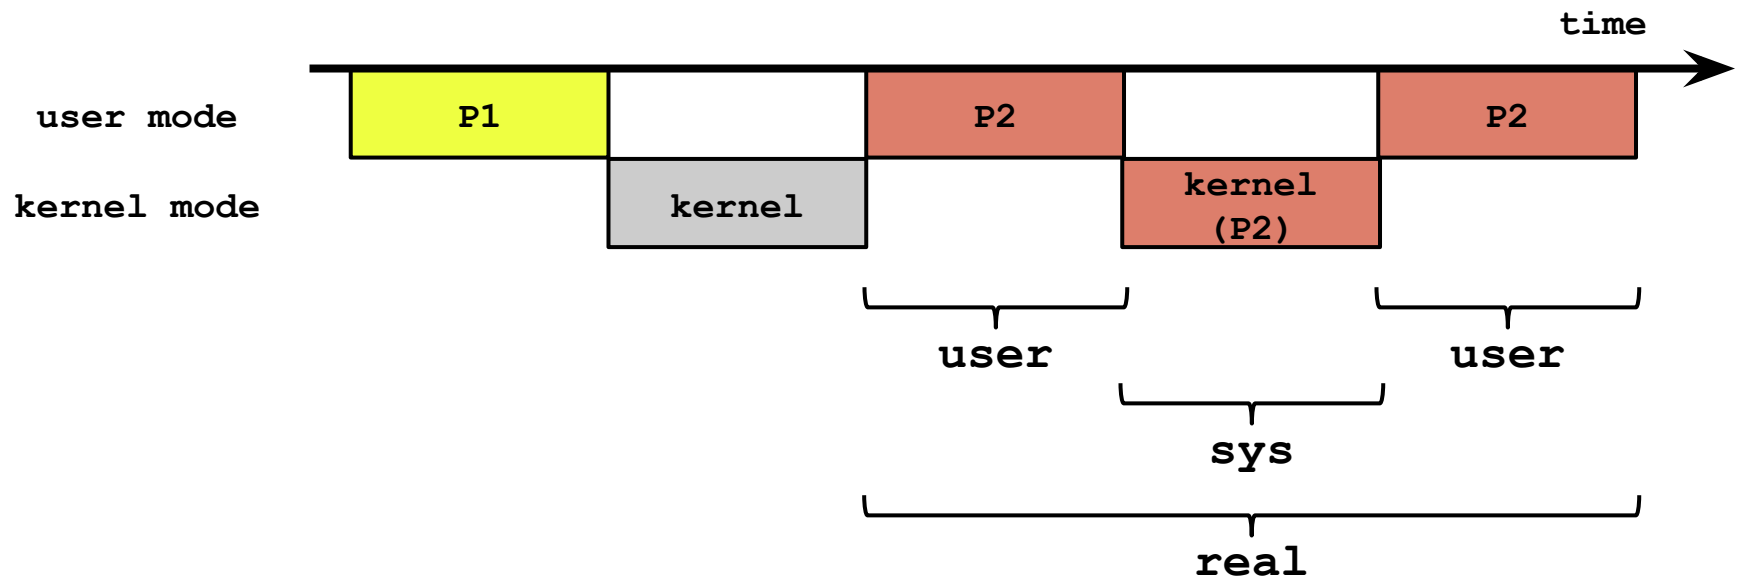 time
user mode
P1
P2
P2
kernel mode
kernel
kernel
(P2)
user
user
sys
real